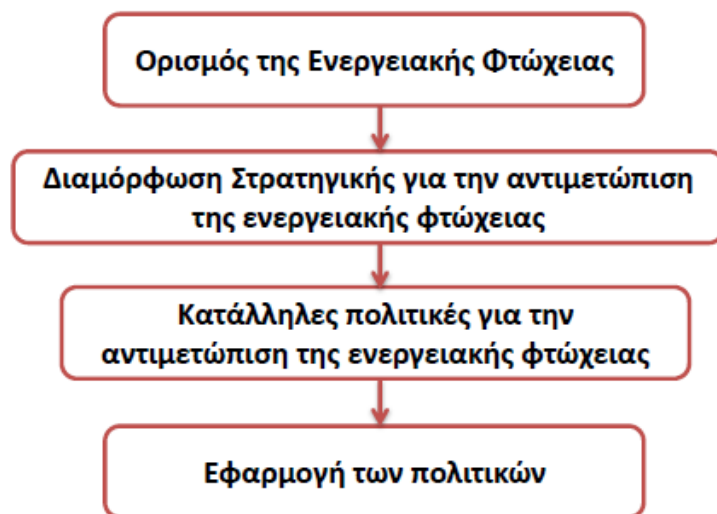 Ορισμός της Ενεργειακής Φτώχειας
Διαμόρφωση Στρατηγικής για την αντιμετώπιση
της ενεργειακής φτώχειας
Κατάλληλες πολιτικές για την
αντιμετώπιση της ενεργειακής φτώχειας
Εφαρμογή των πολιτικών